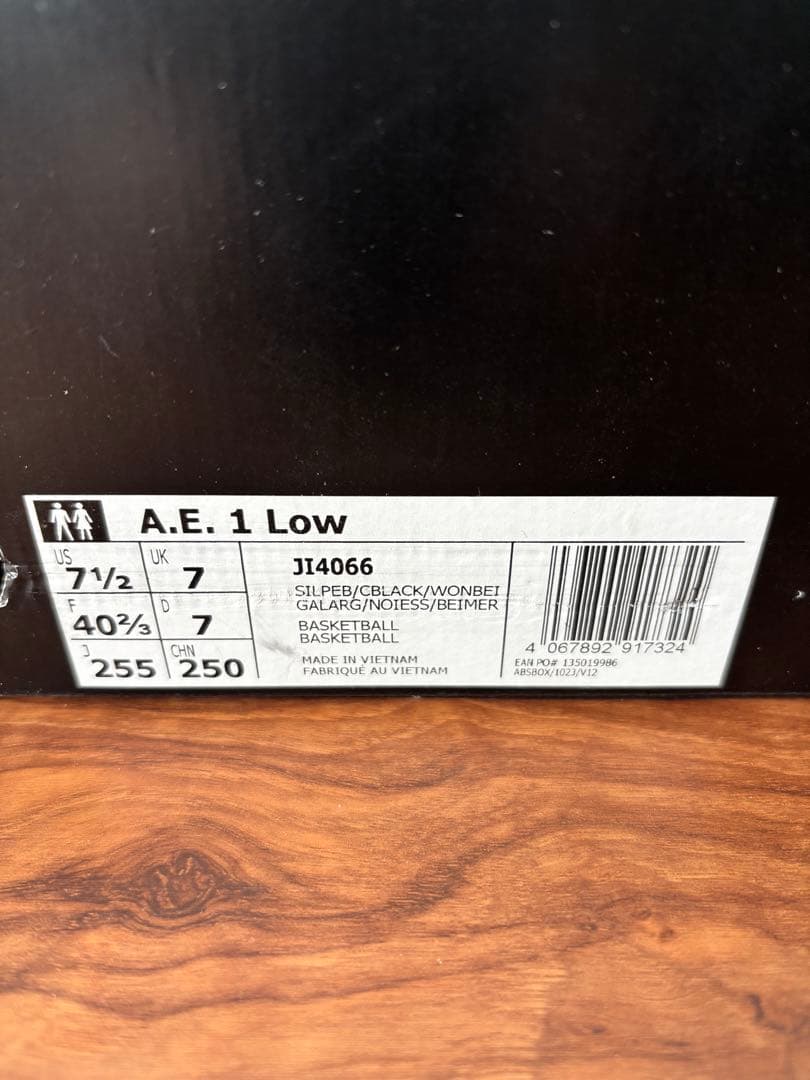 A.E. 1 Low
US 7½ UK 7
F 40⅔ D 7
J 255 CHN 250
JI4066
SILPEB/CBLACK/WONBEI
GALARG/NOIESS/BEIMER
BASKETBALL
BASKETBALL
MADE IN VIETNAM
FABRIQUÉ AU VIETNAM
4 067892 917324
EAN PO# 135019986
ABSBOX/1023/V12